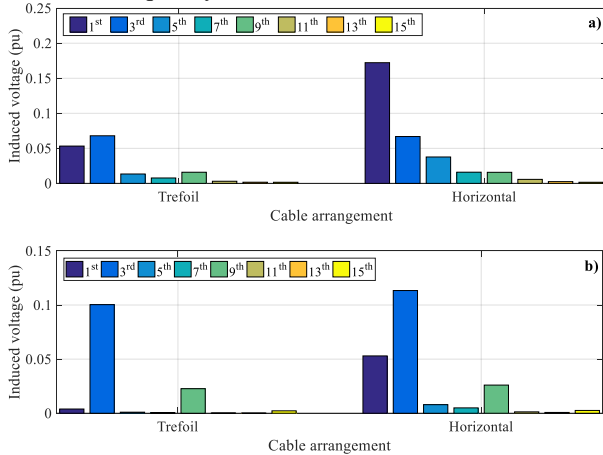 0.25
a)
1st 3rd 5th 7th 9th 11th 13th 15th
0.2
0.15
0.1
0.05
0
Induced voltage (pu)
Trefoil Horizontal
Cable arrangement
0.15
b)
1st 3rd 5th 7th 9th 11th 13th 15th
0.1
0.05
0
Induced voltage (pu)
Trefoil Horizontal
Cable arrangement